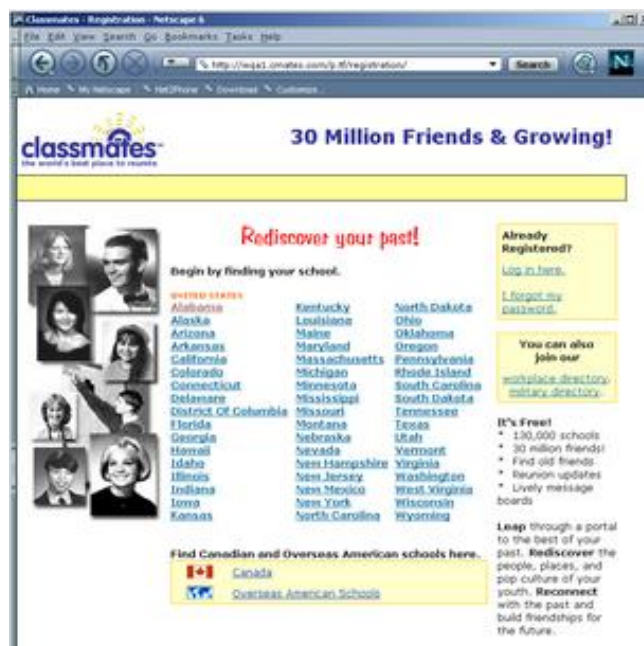 Classmates - Registration - Netscape 6
File Edit View Search Go Bookmarks Tasks Help
Search
N
Home My Netscape Net2Phone Download Customize...
classmates
the world's best place to reunite
30 Million Friends & Growing!
Rediscover your past!
Begin by finding your school.
UNITED STATES
Alabama
Alaska
Arizona
Arkansas
California
Colorado
Connecticut
Delaware
District Of Columbia
Florida
Georgia
Hawaii
Idaho
Illinois
Indiana
Iowa
Kansas
Kentucky
Louisiana
Maine
Maryland
Massachusetts
Michigan
Minnesota
Mississippi
Missouri
Montana
Nebraska
Nevada
New Hampshire
New Jersey
New Mexico
New York
North Carolina
North Dakota
Ohio
Oklahoma
Oregon
Pennsylvania
Rhode Island
South Carolina
South Dakota
Tennessee
Texas
Utah
Vermont
Virginia
Washington
West Virginia
Wisconsin
Wyoming
Find Canadian and Overseas American schools here.
Canada
Overseas American Schools
Already
Registered?
Log in here.
I forgot my
password.
You can also
join our
workplace directory.
military directory.
It's Free!
* 130,000 schools
* 30 million friends!
* Find old friends
* Reunion updates
* Lively message
boards
Leap through a portal
to the best of your
past. Rediscover the
people, places, and
pop culture of your
youth. Reconnect
with the past and
build friendships for
the future.